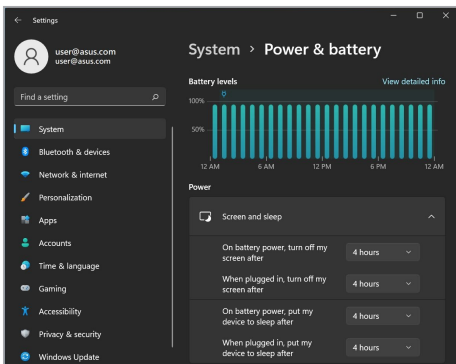 Settings
user@asus.com
user@asus.com
Find a setting
System
Bluetooth & devices
Network & internet
Personalization
Apps
Accounts
Time & language
Gaming
Accessibility
Privacy & security
Windows Update
System > Power & battery
Battery levels
View detailed info
100%
50%
12 AM 6 AM 12 PM 6 PM 12 AM
Power
Screen and sleep
On battery power, turn off my
screen after
4 hours
When plugged in, turn off my
screen after
4 hours
On battery power, put my
device to sleep after
4 hours
When plugged in, put my
device to sleep after
4 hours